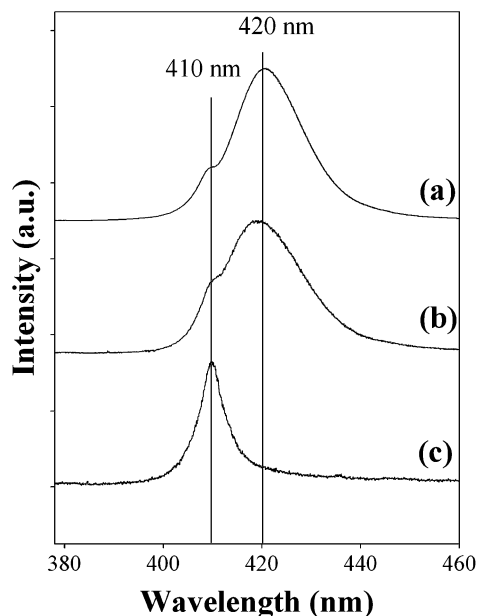 420 nm
410 nm
(a)
(b)
(c)
Intensity (a.u.)
380 400 420 440 460
Wavelength (nm)